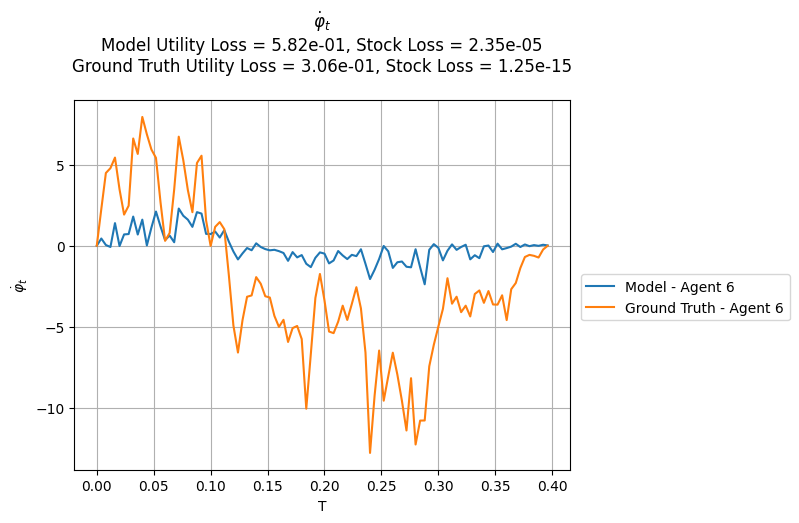 φ̇ₜ
Model Utility Loss = 5.82e-01, Stock Loss = 2.35e-05
Ground Truth Utility Loss = 3.06e-01, Stock Loss = 1.25e-15
5
0
−5
−10
φ̇ₜ
0.00 0.05 0.10 0.15 0.20 0.25 0.30 0.35 0.40
T
Model - Agent 6
Ground Truth - Agent 6